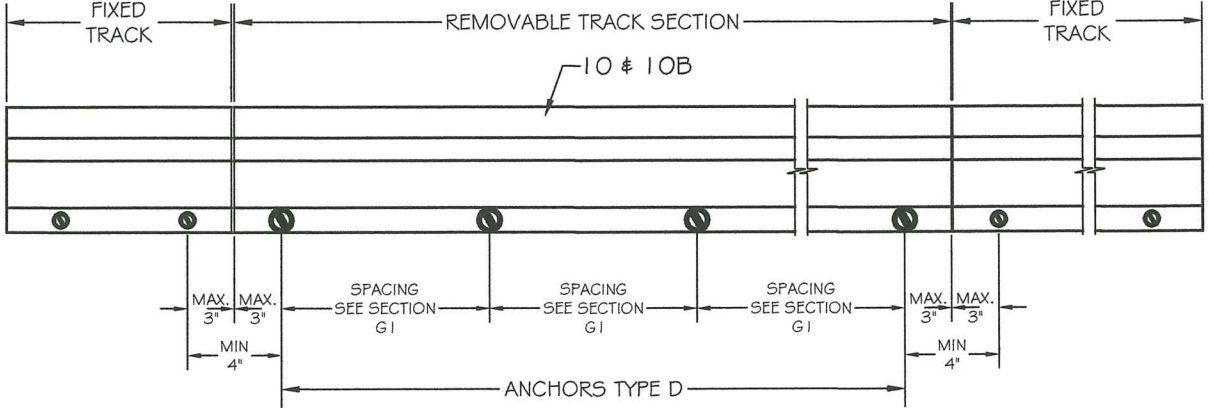 FIXED
TRACK
REMOVABLE TRACK SECTION
FIXED
TRACK
10 & 10B
MAX.
3"
MAX.
3"
SPACING
SEE SECTION
G1
SPACING
SEE SECTION
G1
SPACING
SEE SECTION
G1
MAX.
3"
MAX.
3"
MIN
4"
MIN
4"
ANCHORS TYPE D